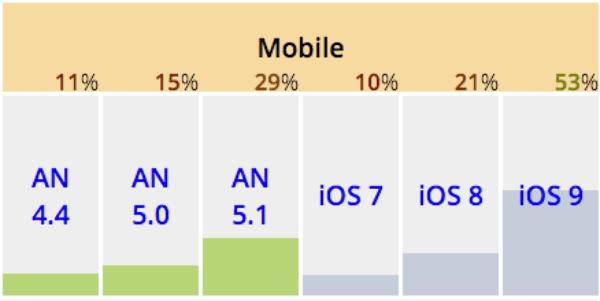 Mobile
11% 15% 29% 10% 21% 53%
AN 4.4
AN 5.0
AN 5.1
iOS 7
iOS 8
iOS 9